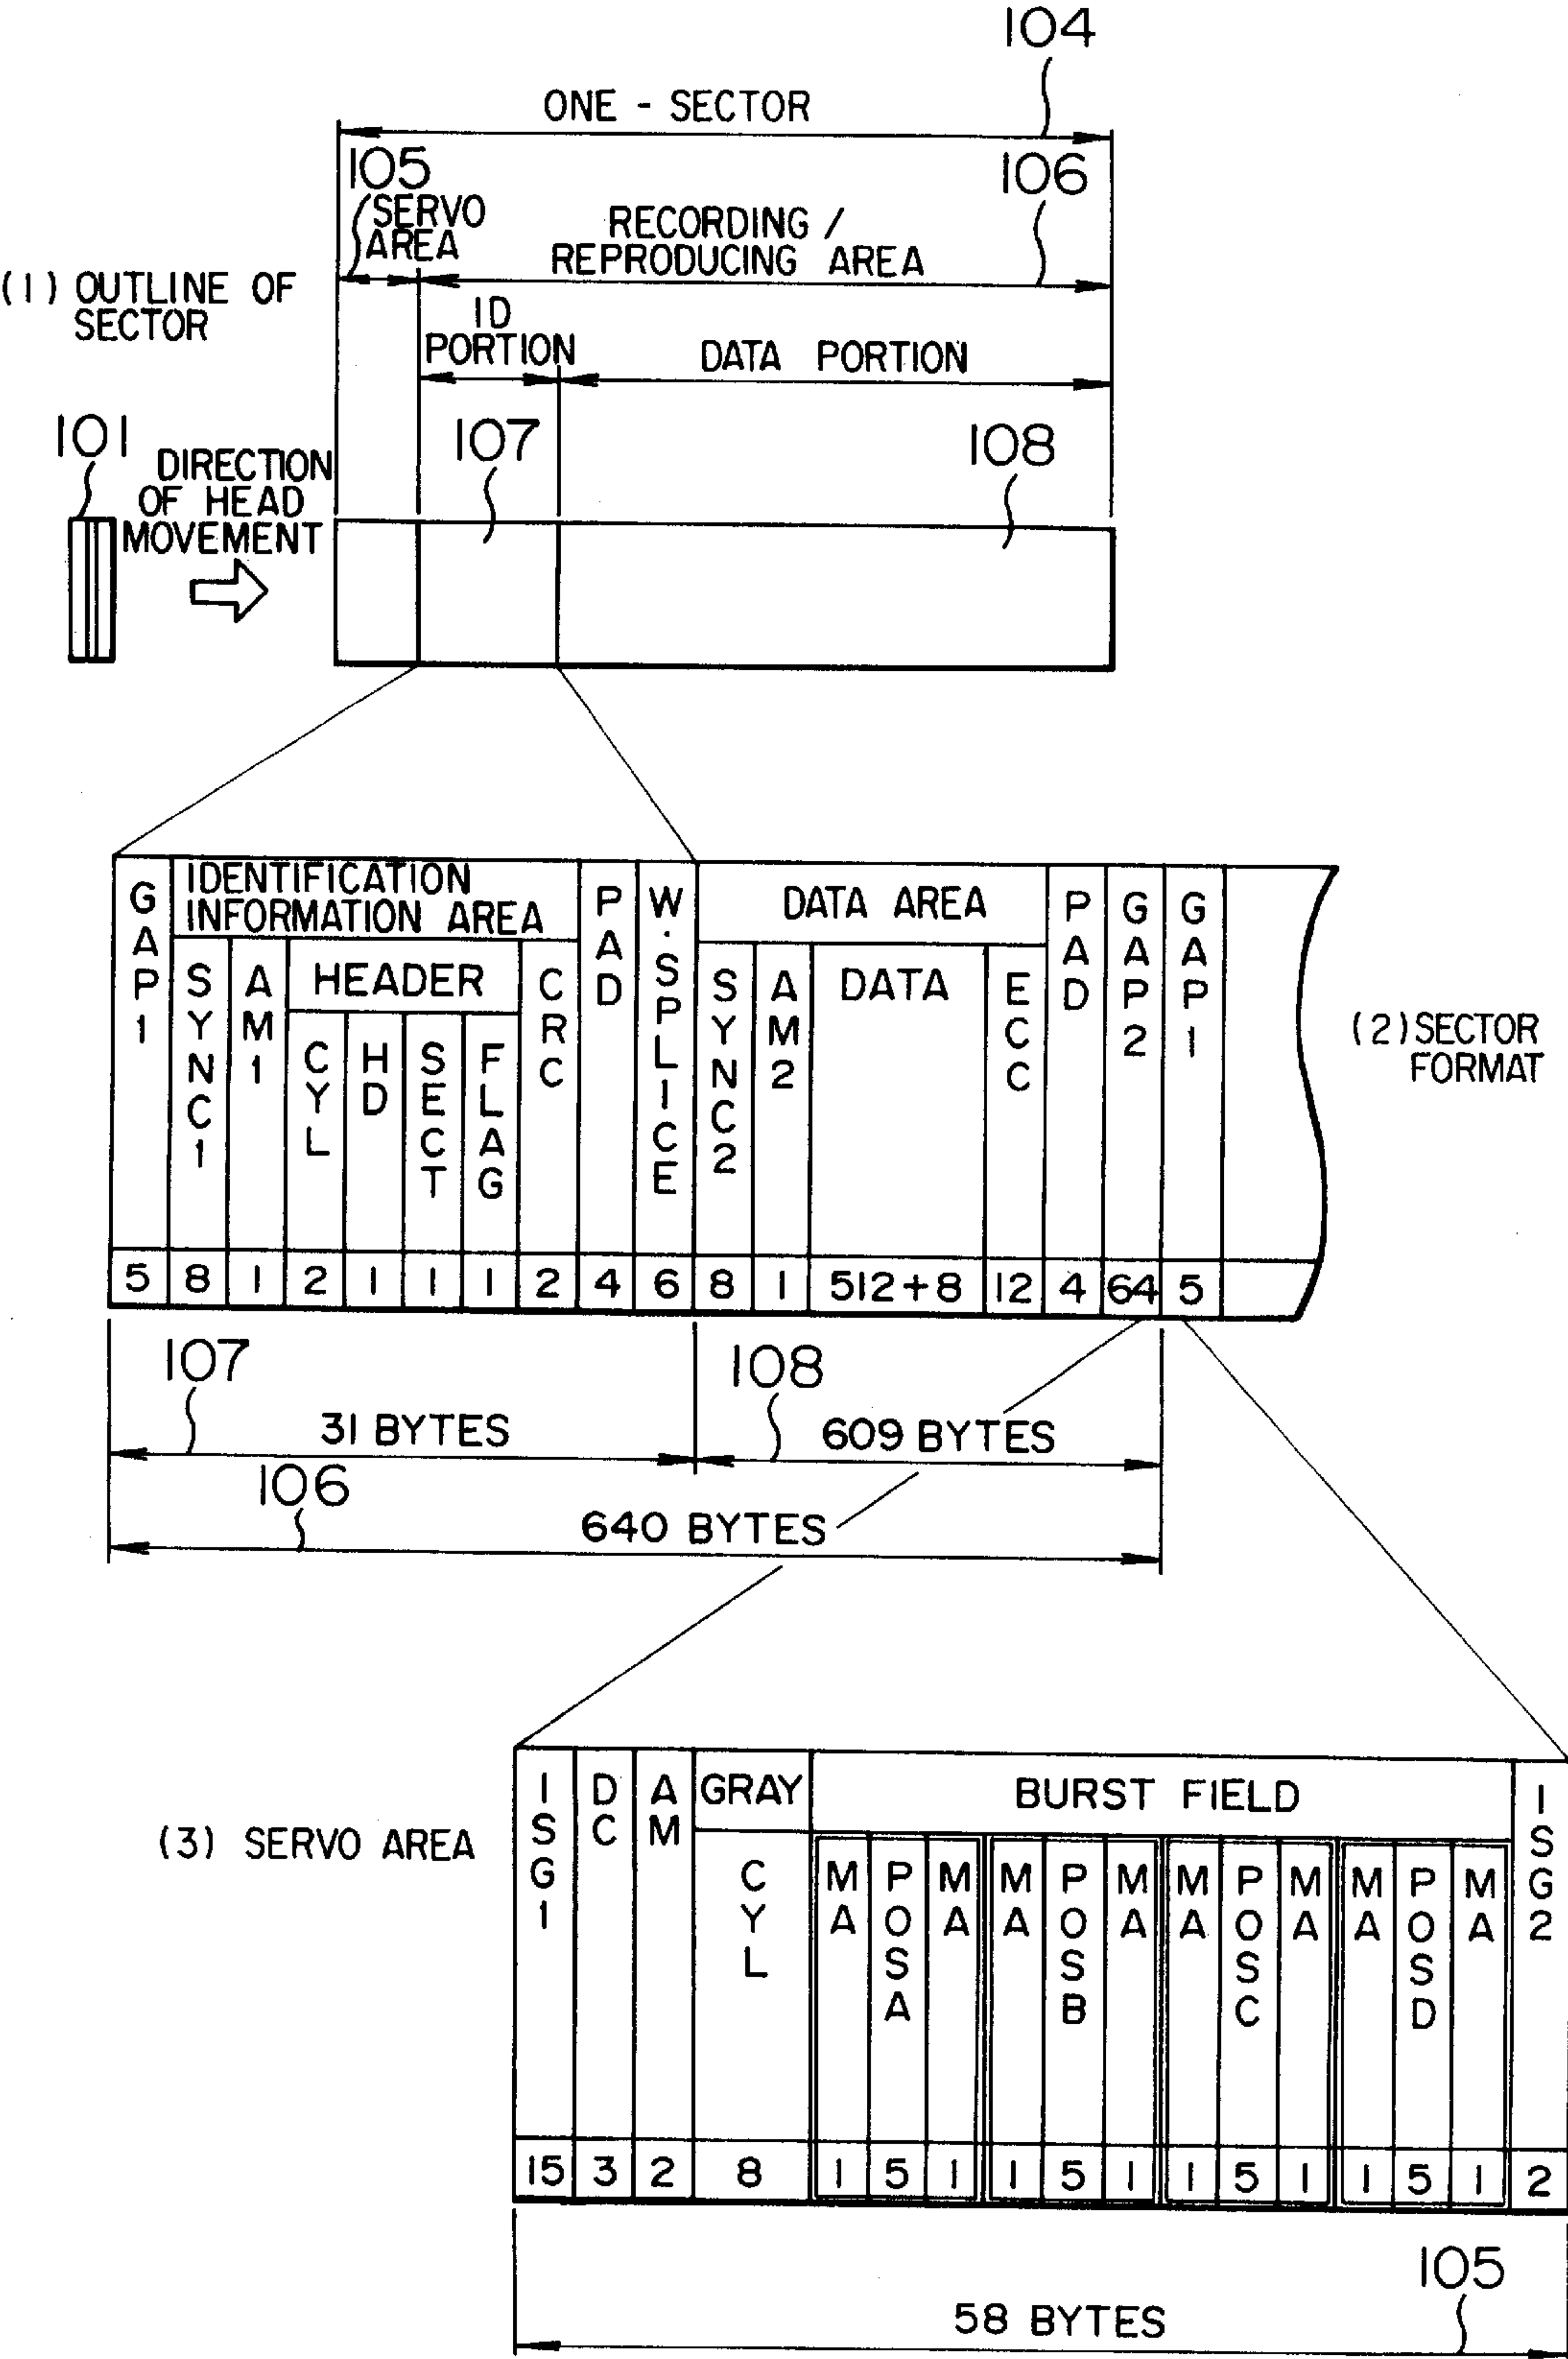 104
ONE - SECTOR
105
106
SERVO AREA
RECORDING / REPRODUCING AREA
(1) OUTLINE OF SECTOR
ID PORTION
DATA PORTION
101
DIRECTION OF HEAD MOVEMENT
107
108
GAP1
IDENTIFICATION INFORMATION AREA
SYNC1
AM1
HEADER
CYL
HD
SECT
FLAG
CRC
PAD
W·SPLICE
DATA AREA
SYNC2
AM2
DATA
ECC
PAD
GAP2
GAP1
(2) SECTOR FORMAT
5 8 1 2 1 1 1 2 4 6 8 1 512+8 12 4 64 5
107
108
31 BYTES
609 BYTES
106
640 BYTES
(3) SERVO AREA
ISG1
DC
AM
GRAY
CYL
BURST FIELD
MA
POSA
MA
MA
POSB
MA
MA
POSC
MA
MA
POSD
MA
ISG2
15 3 2 8 1 5 1 1 5 1 1 5 1 1 5 1 2
105
58 BYTES